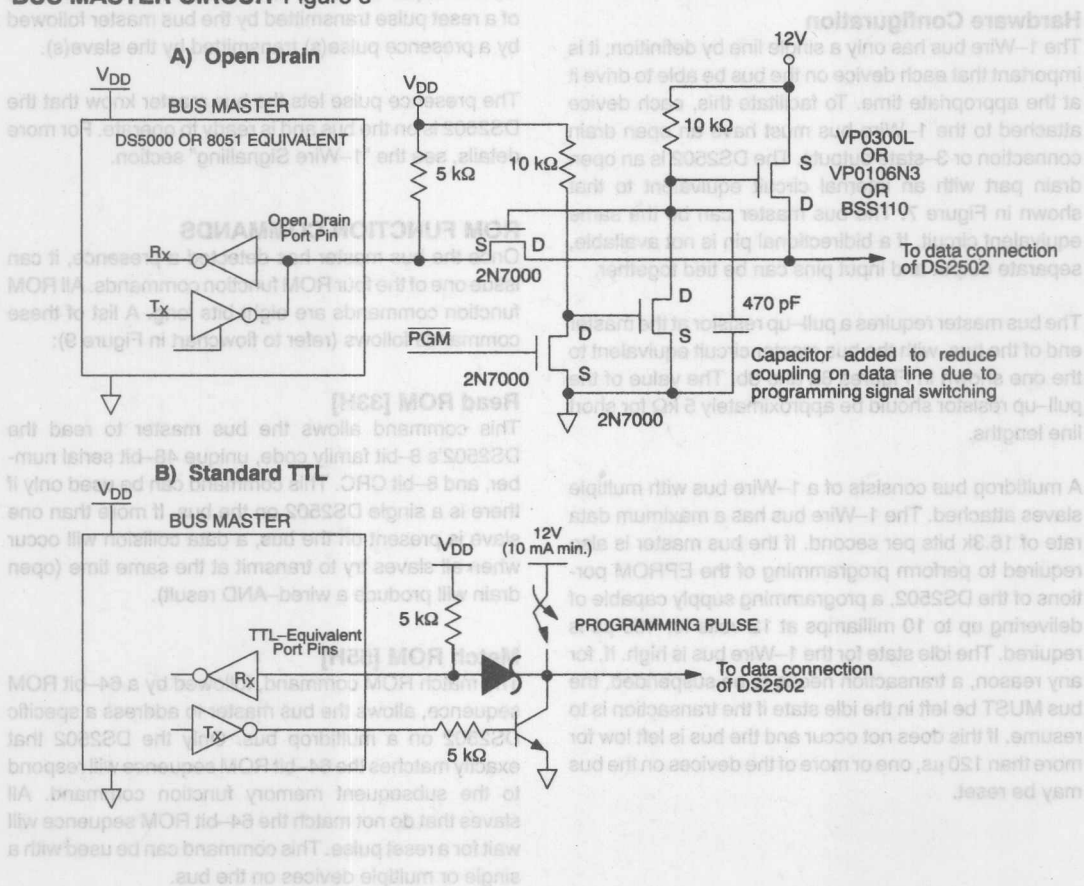 BUS MASTER CIRCUIT Figure 8
A) Open Drain
VDD
BUS MASTER
DS5000 OR 8051 EQUIVALENT
Open Drain
Port Pin
Rx
Tx
VDD
5 kΩ
10 kΩ
12V
10 kΩ
S
D
VP0300L
OR
VP0106N3
OR
BSS110
S
D
2N7000
To data connection
of DS2502
470 pF
D
S
PGM
D
S
2N7000
2N7000
Capacitor added to reduce
coupling on data line due to
programming signal switching
B) Standard TTL
VDD
BUS MASTER
TTL–Equivalent
Port Pins
Rx
Tx
VDD
5 kΩ
12V
(10 mA min.)
PROGRAMMING PULSE
To data connection
of DS2502
5 kΩ
Hardware Configuration
The 1–Wire bus has only a single line by definition; it is
important that each device on the bus be able to drive it
at the appropriate time. To facilitate this, each device
attached to the 1–Wire bus must have an open drain
connection or 3–state outputs. The DS2502 is an open
drain part with an internal circuit equivalent to that
shown in Figure 7. The bus master can be the same
equivalent circuit. If a bidirectional pin is not available,
separate output and input pins can be tied together.
The bus master requires a pull–up resistor at the master
end of the bus, with the bus master circuit equivalent to
the one shown in
pull–up resistor should be approximately 5 kΩ for short
line lengths.
A multidrop bus consists of a 1–Wire bus with multiple
slaves attached. The 1–Wire bus has a maximum data
rate of 16.3k bits per second. If the bus master is also
required to perform programming of the EPROM por-
tions of the DS2502, a programming supply capable of
delivering up to 10 milliamps at 12
required. The idle state for the 1–Wire bus is high. If, for
any reason, a transaction needs to be suspended, the
bus MUST be left in the idle state if the transaction is to
resume. If this does not occur and the bus is left low for
more than 120 µs, one or more of the devices on the bus
may be reset.
of a reset pulse transmitted by the bus master followed
by a presence pulse(s) transmitted by the slave(s).
The presence pulse lets the bus master know that the
DS2502 is on the bus and is ready to operate. For more
details, see the "1–Wire Signalling" section.
ROM FUNCTION COMMANDS
Once the bus master has detected a presence, it can
issue one of the four ROM function commands. All ROM
function commands are eight bits long. A list of these
commands follows (refer to flowchart in Figure 9):
Read ROM [33H]
This command allows the bus master to read the
DS2502's 8–bit family code, unique 48–bit serial num-
ber, and 8–bit CRC. This command can be used only if
there is a single DS2502 on the bus. If more than one
slave is present on the bus, a data collision will occur
when all slaves try to transmit at the same time (open
drain will produce a wired–AND result).
Match ROM [55H]
The match ROM command, followed by a 64–bit ROM
sequence, allows the bus master to address a specific
DS2502 on a multidrop bus. Only the DS2502 that
exactly matches the 64–bit ROM sequence will respond
to the subsequent memory function command. All
slaves that do not match the 64–bit ROM sequence will
wait for a reset pulse. This command can be used with a
single or multiple devices on the bus.